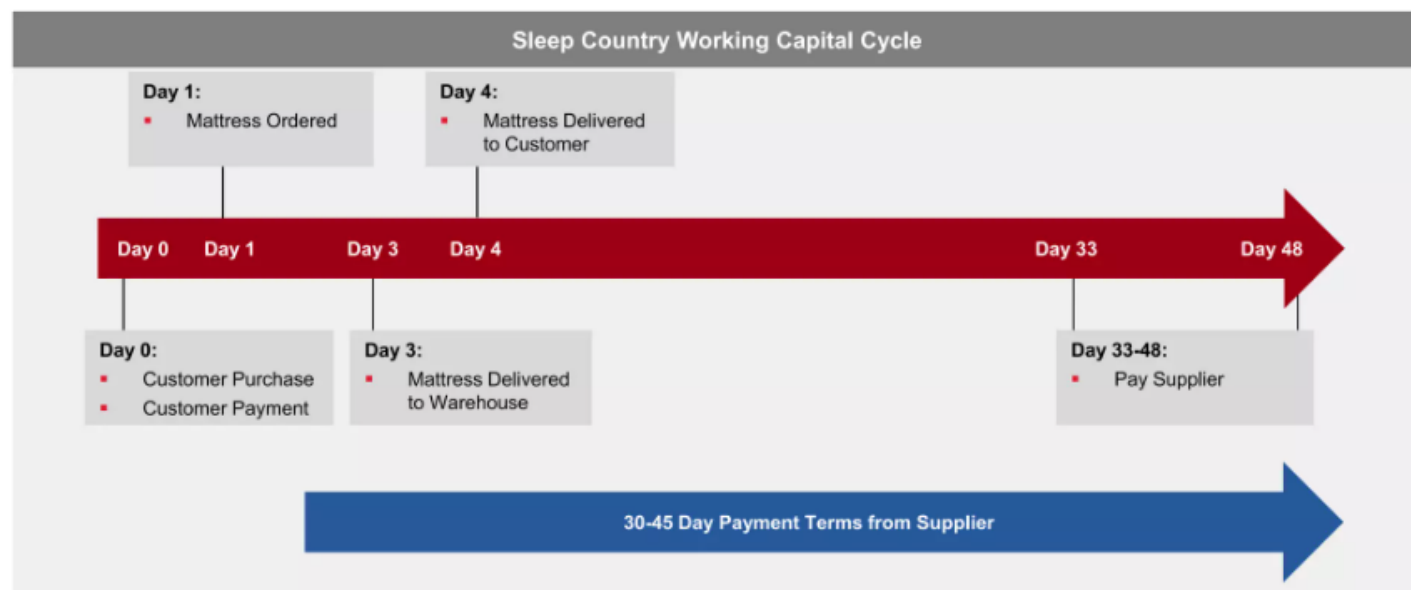 Sleep Country Working Capital Cycle
Day 1:
▪ Mattress Ordered
Day 4:
▪ Mattress Delivered
to Customer
Day 0 Day 1 Day 3 Day 4 Day 33 Day 48
Day 0:
▪ Customer Purchase
▪ Customer Payment
Day 3:
▪ Mattress Delivered
to Warehouse
Day 33-48:
▪ Pay Supplier
30-45 Day Payment Terms from Supplier